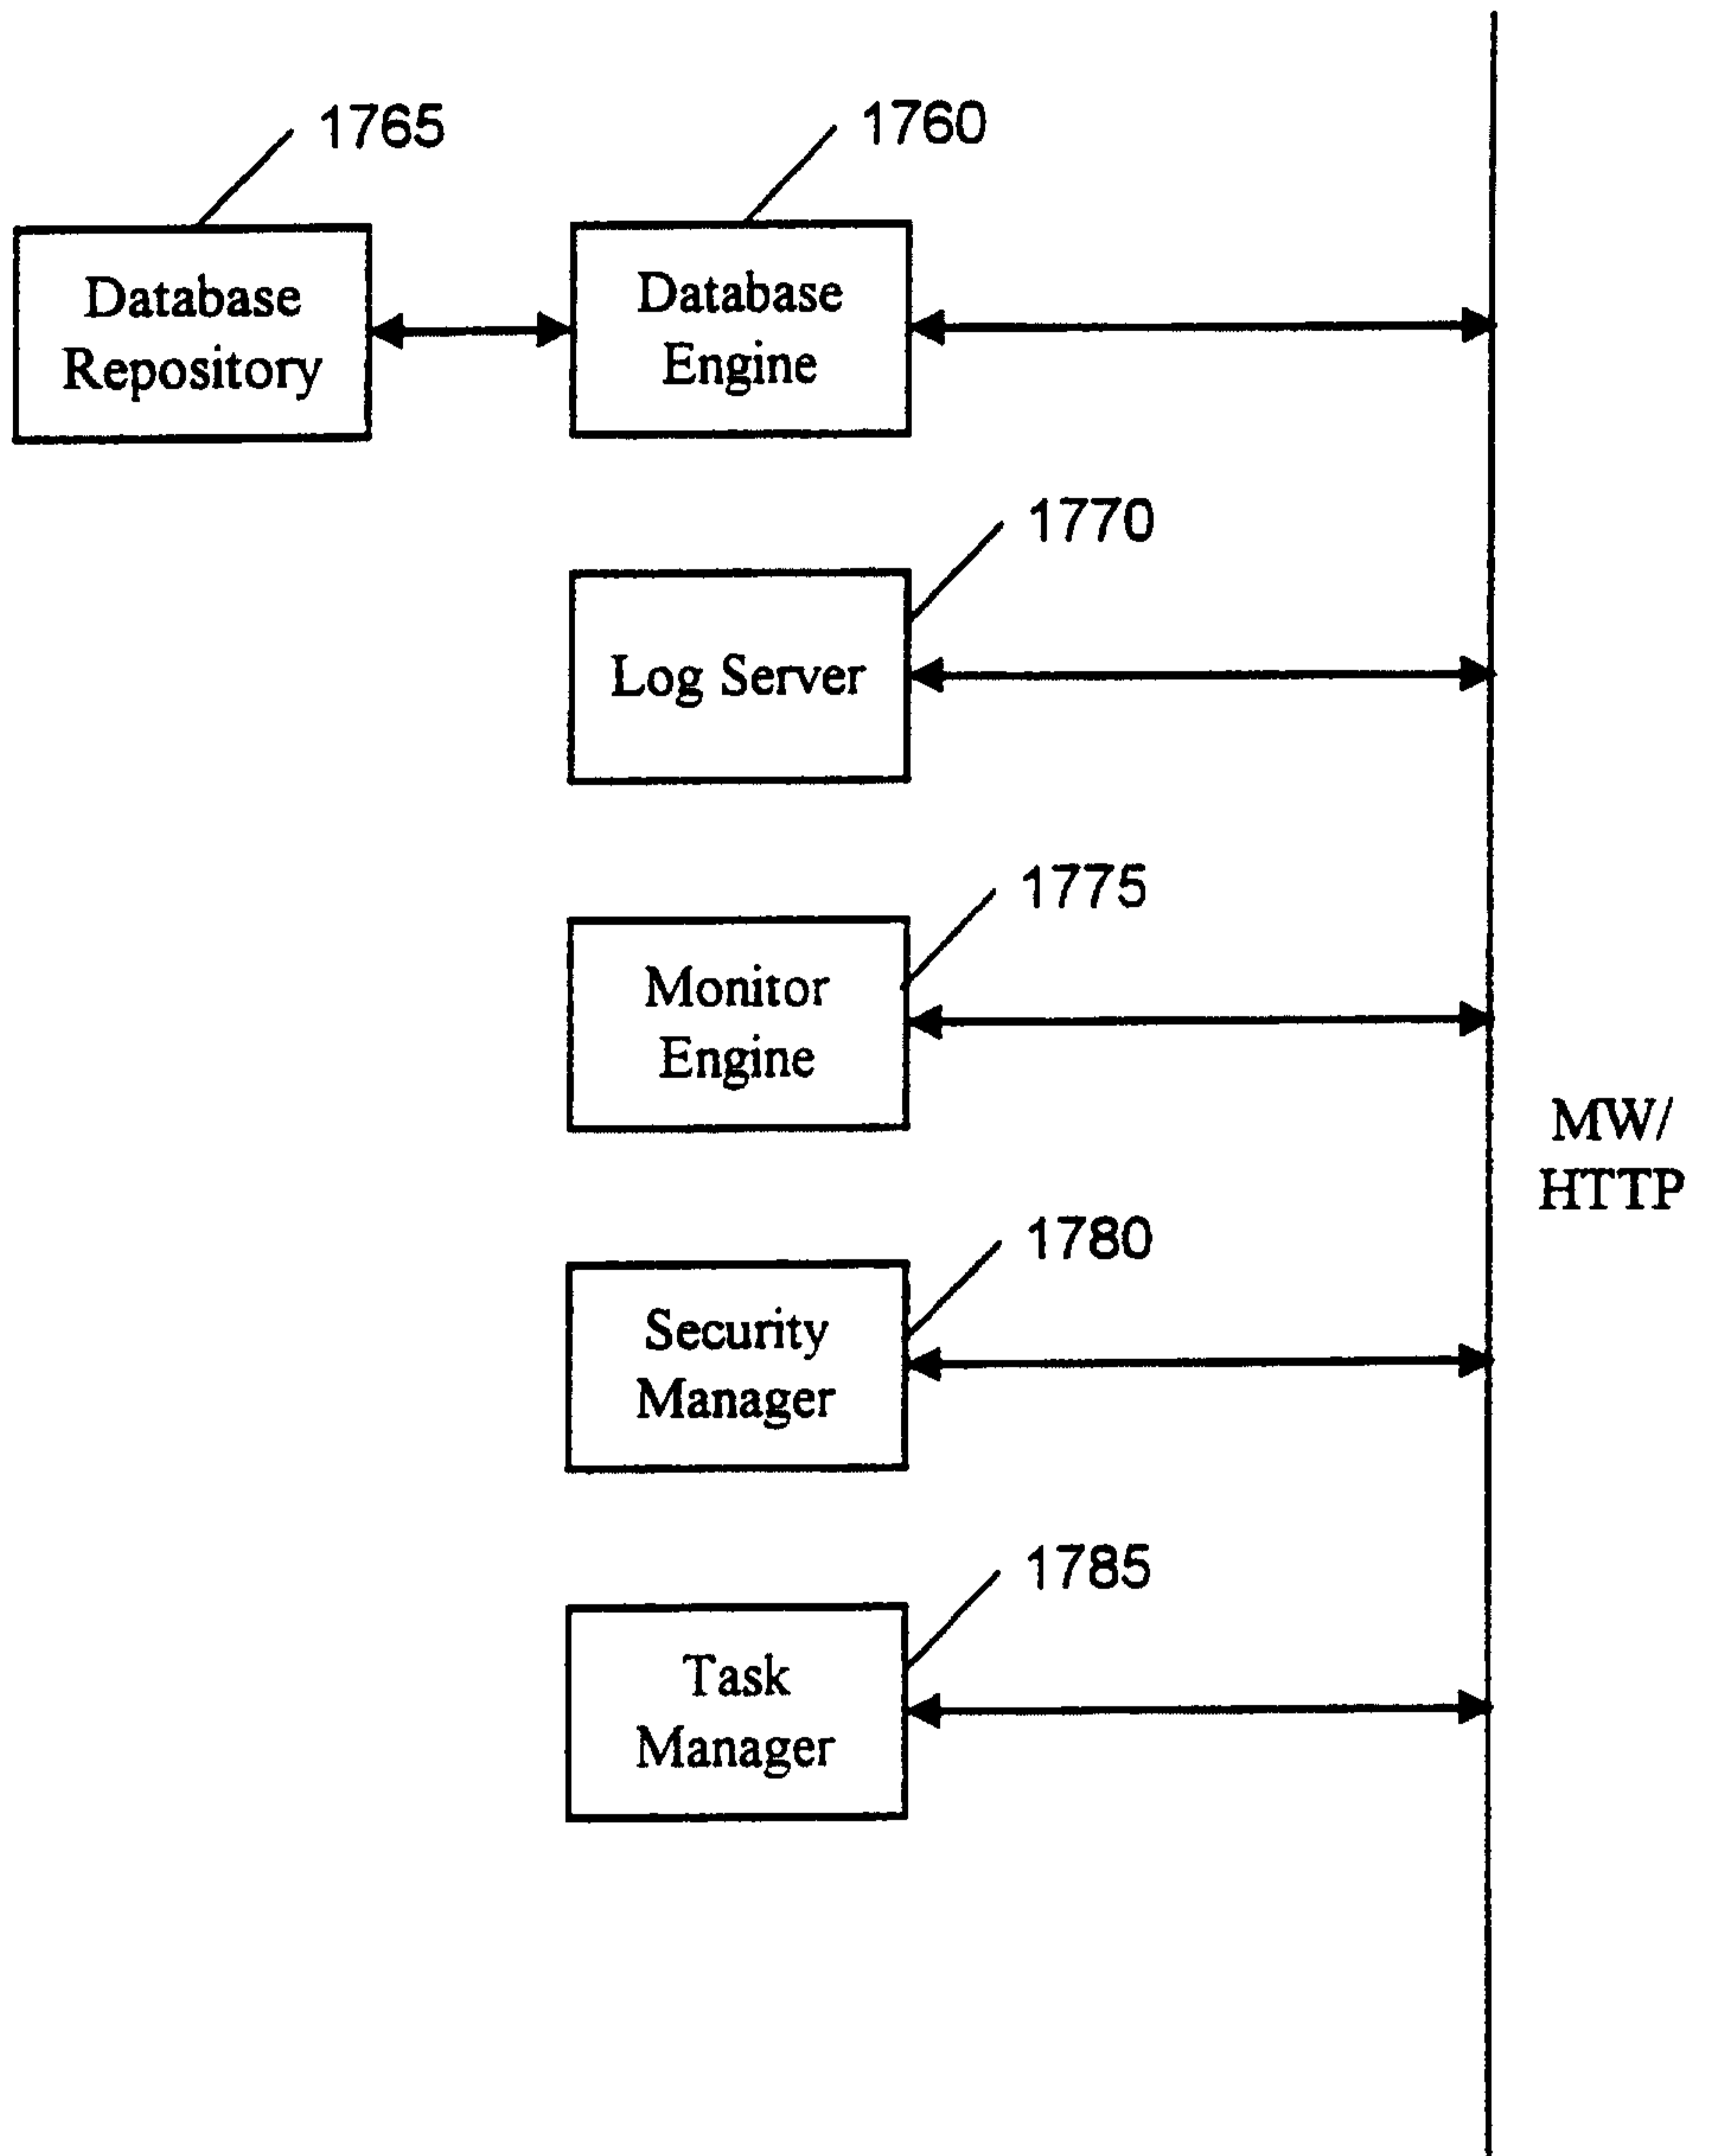 1765
1760
Database
Repository
Database
Engine
1770
Log Server
1775
Monitor
Engine
MW/
HTTP
1780
Security
Manager
1785
Task
Manager